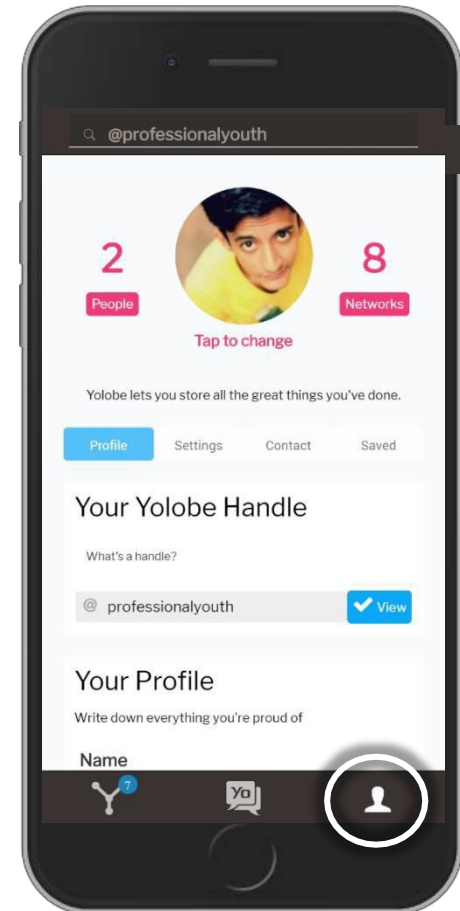 @professionalyouth
2
8
People
Networks
Tap to change
Yolobe lets you store all the great things you've done.
Profile Settings Contact Saved
Your Yolobe Handle
What's a handle?
@ professionalyouth View
Your Profile
Write down everything you're proud of
Name
7
Yo